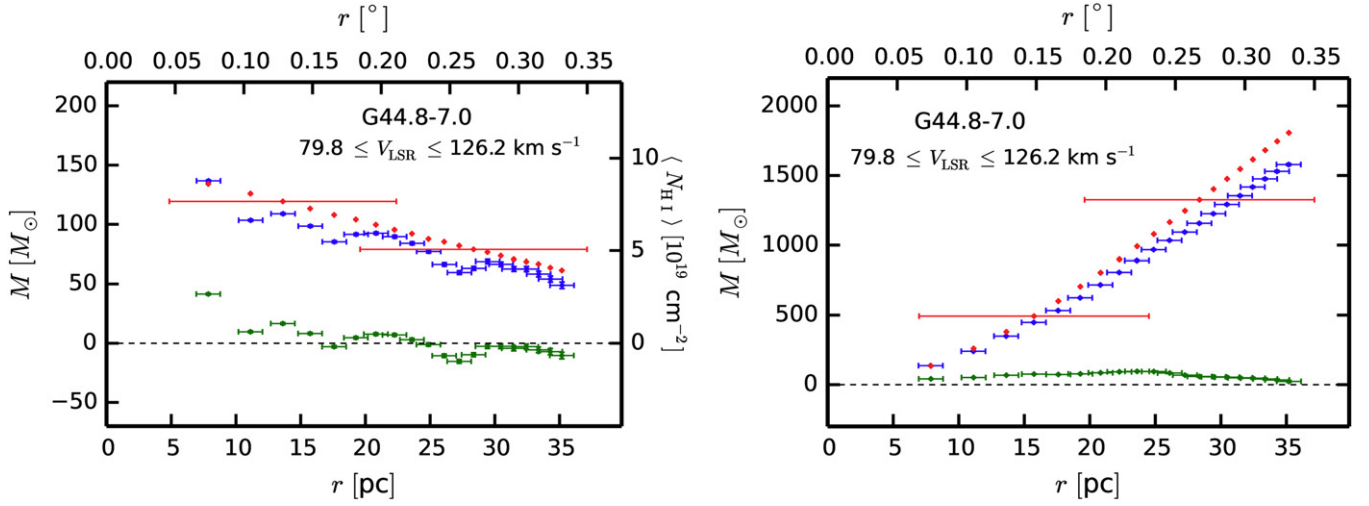 r [°]
0.00 0.05 0.10 0.15 0.20 0.25 0.30 0.35
G44.8-7.0
79.8 ≤ V_LSR ≤ 126.2 km s⁻¹
200
150
100
50
0
−50
M [M⊙]
10
5
0
⟨ N_H I ⟩ [10¹⁹ cm⁻²]
0 5 10 15 20 25 30 35
r [pc]
r [°]
0.00 0.05 0.10 0.15 0.20 0.25 0.30 0.35
G44.8-7.0
79.8 ≤ V_LSR ≤ 126.2 km s⁻¹
2000
1500
1000
500
0
M [M⊙]
0 5 10 15 20 25 30 35
r [pc]